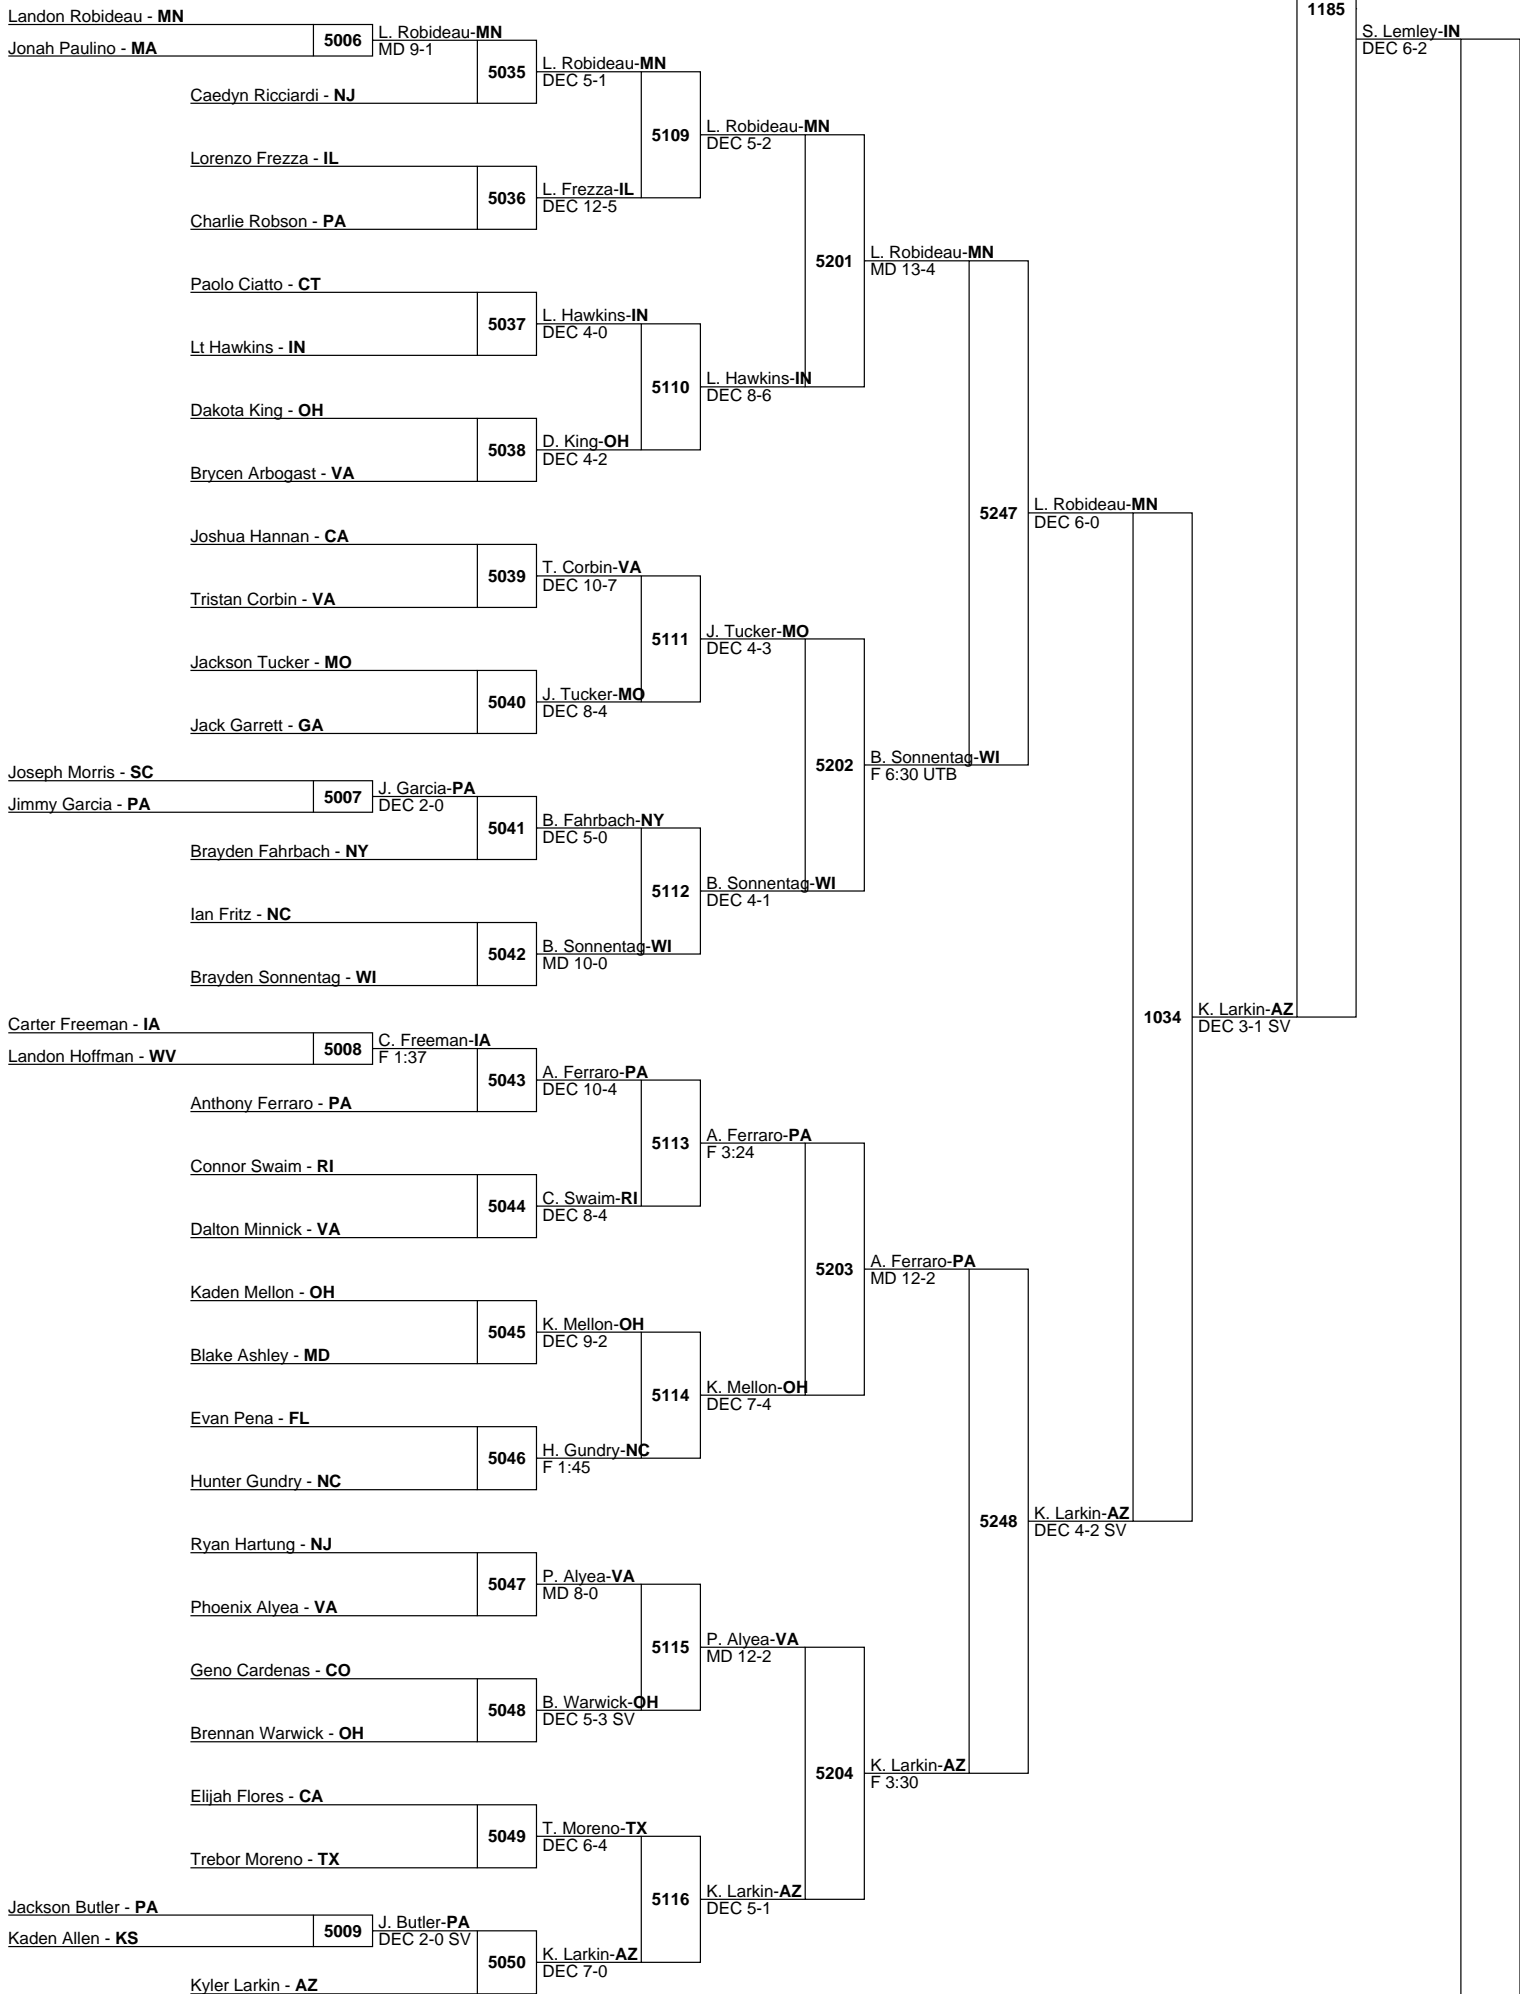 1185
S. Lemley-IN
DEC 6-2
Landon Robideau - MN
Jonah Paulino - MA
5006
L. Robideau-MN
MD 9-1
Caedyn Ricciardi - NJ
5035
L. Robideau-MN
DEC 5-1
Lorenzo Frezza - IL
Charlie Robson - PA
5036
L. Frezza-IL
DEC 12-5
5109
L. Robideau-MN
DEC 5-2
Paolo Ciatto - CT
Lt Hawkins - IN
5037
L. Hawkins-IN
DEC 4-0
Dakota King - OH
Brycen Arbogast - VA
5038
D. King-OH
DEC 4-2
5110
L. Hawkins-IN
DEC 8-6
5201
L. Robideau-MN
MD 13-4
Joshua Hannan - CA
Tristan Corbin - VA
5039
T. Corbin-VA
DEC 10-7
Jackson Tucker - MO
Jack Garrett - GA
5040
J. Tucker-MO
DEC 8-4
5111
J. Tucker-MO
DEC 4-3
Joseph Morris - SC
Jimmy Garcia - PA
5007
J. Garcia-PA
DEC 2-0
Brayden Fahrbach - NY
5041
B. Fahrbach-NY
DEC 5-0
Ian Fritz - NC
Brayden Sonnentag - WI
5042
B. Sonnentag-WI
MD 10-0
5112
B. Sonnentag-WI
DEC 4-1
5202
B. Sonnentag-WI
F 6:30 UTB
5247
L. Robideau-MN
DEC 6-0
Carter Freeman - IA
Landon Hoffman - WV
5008
C. Freeman-IA
F 1:37
Anthony Ferraro - PA
5043
A. Ferraro-PA
DEC 10-4
Connor Swaim - RI
Dalton Minnick - VA
5044
C. Swaim-RI
DEC 8-4
5113
A. Ferraro-PA
F 3:24
Kaden Mellon - OH
Blake Ashley - MD
5045
K. Mellon-OH
DEC 9-2
Evan Pena - FL
Hunter Gundry - NC
5046
H. Gundry-NC
F 1:45
5114
K. Mellon-OH
DEC 7-4
5203
A. Ferraro-PA
MD 12-2
Ryan Hartung - NJ
Phoenix Alyea - VA
5047
P. Alyea-VA
MD 8-0
Geno Cardenas - CO
Brennan Warwick - OH
5048
B. Warwick-OH
DEC 5-3 SV
5115
P. Alyea-VA
MD 12-2
Elijah Flores - CA
Trebor Moreno - TX
5049
T. Moreno-TX
DEC 6-4
Jackson Butler - PA
Kaden Allen - KS
5009
J. Butler-PA
DEC 2-0 SV
Kyler Larkin - AZ
5050
K. Larkin-AZ
DEC 7-0
5116
K. Larkin-AZ
DEC 5-1
5204
K. Larkin-AZ
F 3:30
5248
K. Larkin-AZ
DEC 4-2 SV
1034
K. Larkin-AZ
DEC 3-1 SV